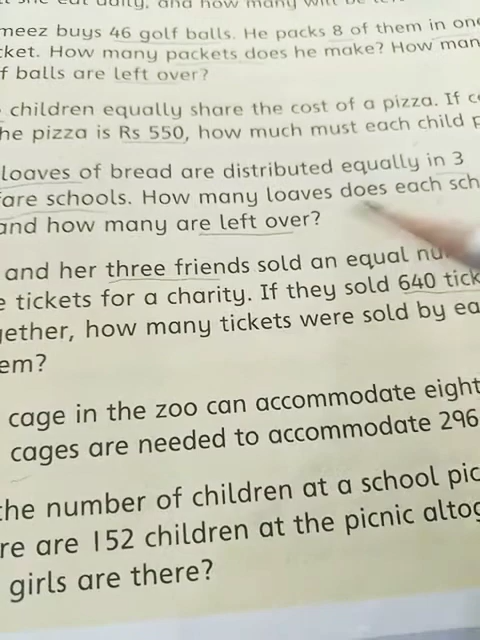 meez buys 46 golf balls. He packs 8 of them in one
cket. How many packets does he make? How man
f balls are left over?
children equally share the cost of a pizza. If c
he pizza is Rs 550, how much must each child p
loaves of bread are distributed equally in 3
are schools. How many loaves does each sch
and how many are left over?
and her three friends sold an equal nu
e tickets for a charity. If they sold 640 tick
gether, how many tickets were sold by ea
em?
cage in the zoo can accommodate eight
cages are needed to accommodate 296
the number of children at a school pic
re are 152 children at the picnic altog
girls are there?